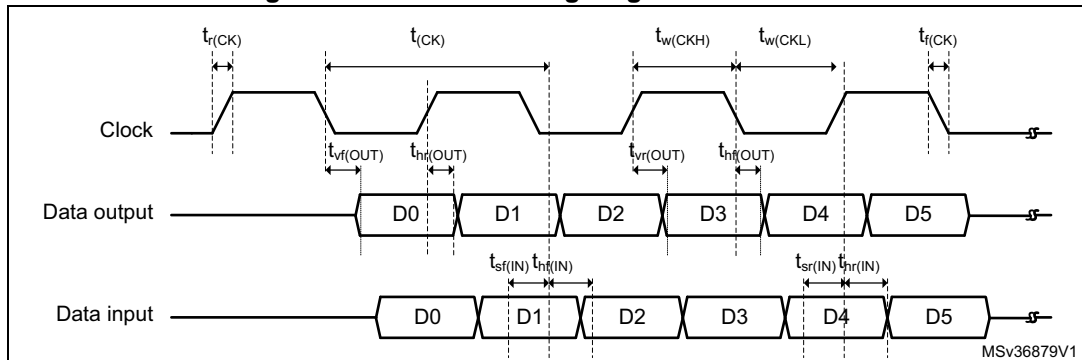 tr(CK) t(CK) tw(CKH) tw(CKL) tf(CK)
Clock
tvf(OUT) thr(OUT) tvr(OUT) thf(OUT)
Data output D0 D1 D2 D3 D4 D5
tsf(IN) thf(IN) tsr(IN) thr(IN)
Data input D0 D1 D2 D3 D4 D5
MSv36879V1